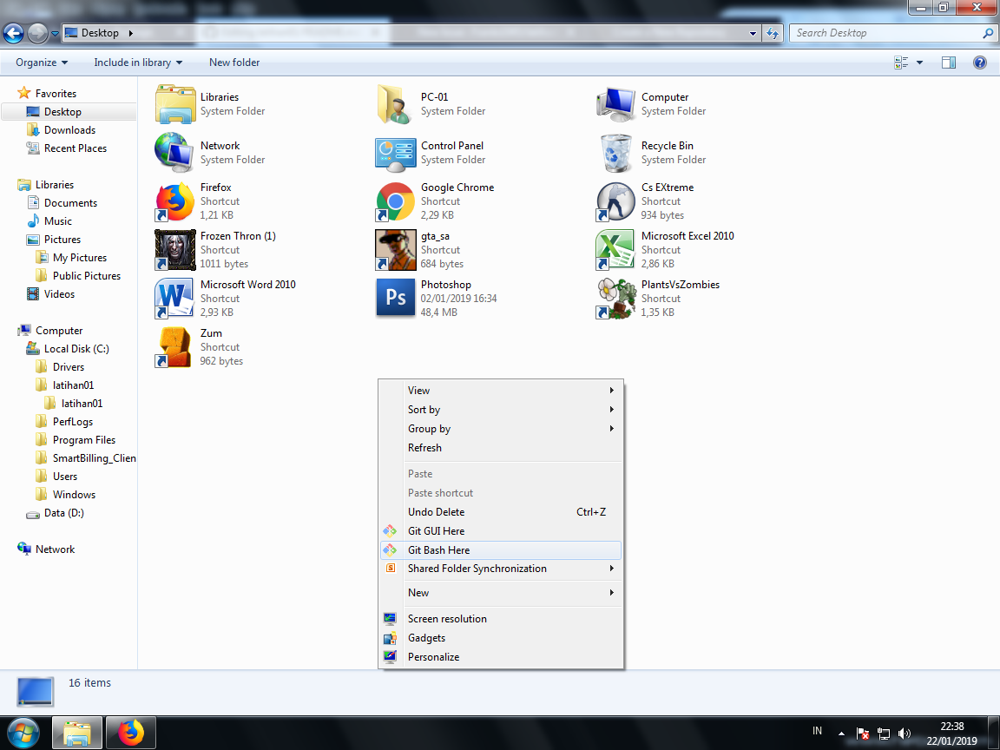 Desktop
Search Desktop
Organize
Include in library
New folder
Favorites
Desktop
Downloads
Recent Places
Libraries
Documents
Music
Pictures
My Pictures
Public Pictures
Videos
Computer
Local Disk (C:)
Drivers
latihan01
latihan01
PerfLogs
Program Files
SmartBilling_Clien
Users
Windows
Data (D:)
Network
Libraries
System Folder
PC-01
System Folder
Computer
System Folder
Network
System Folder
Control Panel
System Folder
Recycle Bin
System Folder
Firefox
Shortcut
1,21 KB
Google Chrome
Shortcut
2,29 KB
Cs EXtreme
Shortcut
934 bytes
Frozen Thron (1)
Shortcut
1011 bytes
gta_sa
Shortcut
684 bytes
Microsoft Excel 2010
Shortcut
2,86 KB
Microsoft Word 2010
Shortcut
2,93 KB
Ps
Photoshop
02/01/2019 16:34
48,4 MB
PlantsVsZombies
Shortcut
1,35 KB
Zum
Shortcut
962 bytes
View
Sort by
Group by
Refresh
Paste
Paste shortcut
Undo Delete Ctrl+Z
Git GUI Here
Git Bash Here
Shared Folder Synchronization
New
Screen resolution
Gadgets
Personalize
16 items
IN
22:38
22/01/2019